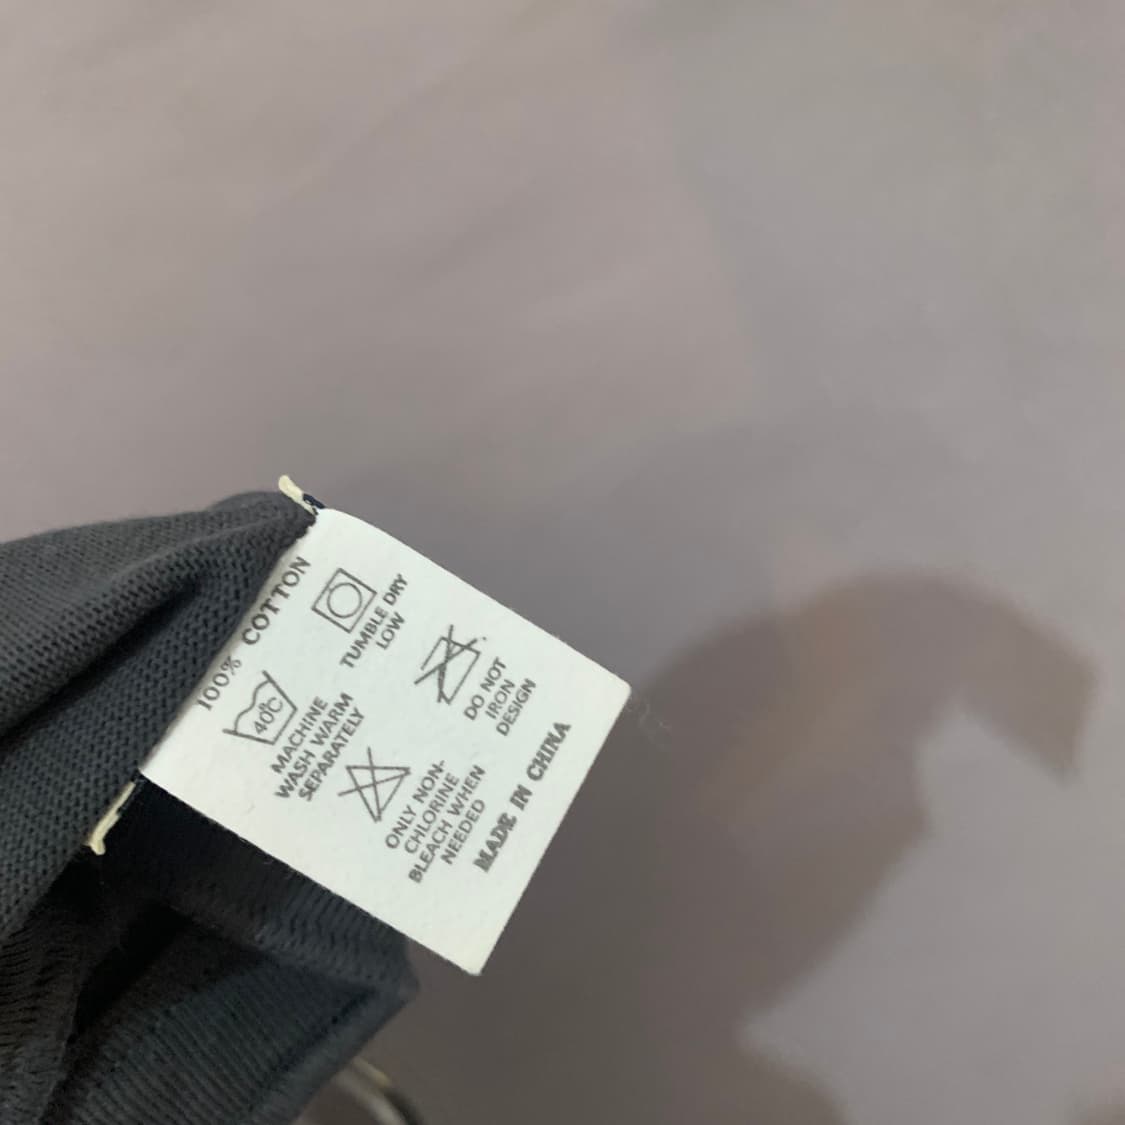 100% COTTON
40°C
MACHINE
WASH WARM
SEPARATELY
TUMBLE DRY
LOW
ONLY NON-
CHLORINE
BLEACH WHEN
NEEDED
DO NOT
IRON
DESIGN
MADE IN CHINA